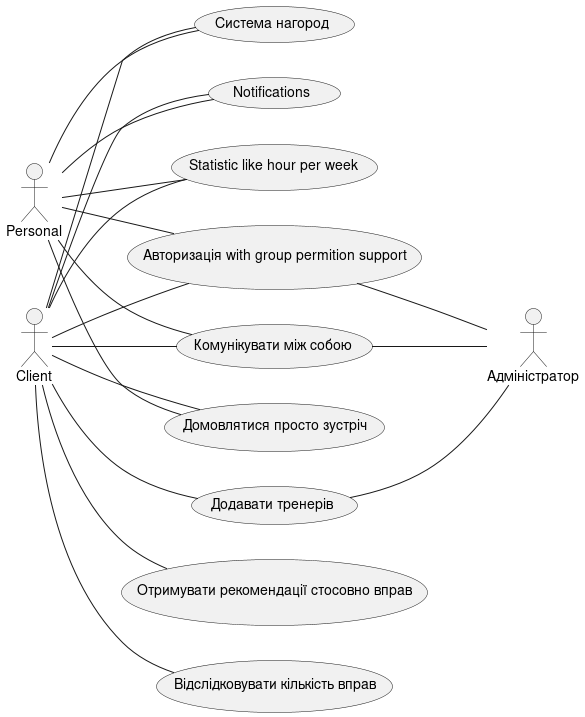 Система нагород
Notifications
Statistic like hour per week
Personal
Авторизація with group permition support
Комунікувати між собою
Client
Адміністратор
Домовлятися просто зустріч
Додавати тренерів
Отримувати рекомендації стосовно вправ
Відслідковувати кількість вправ